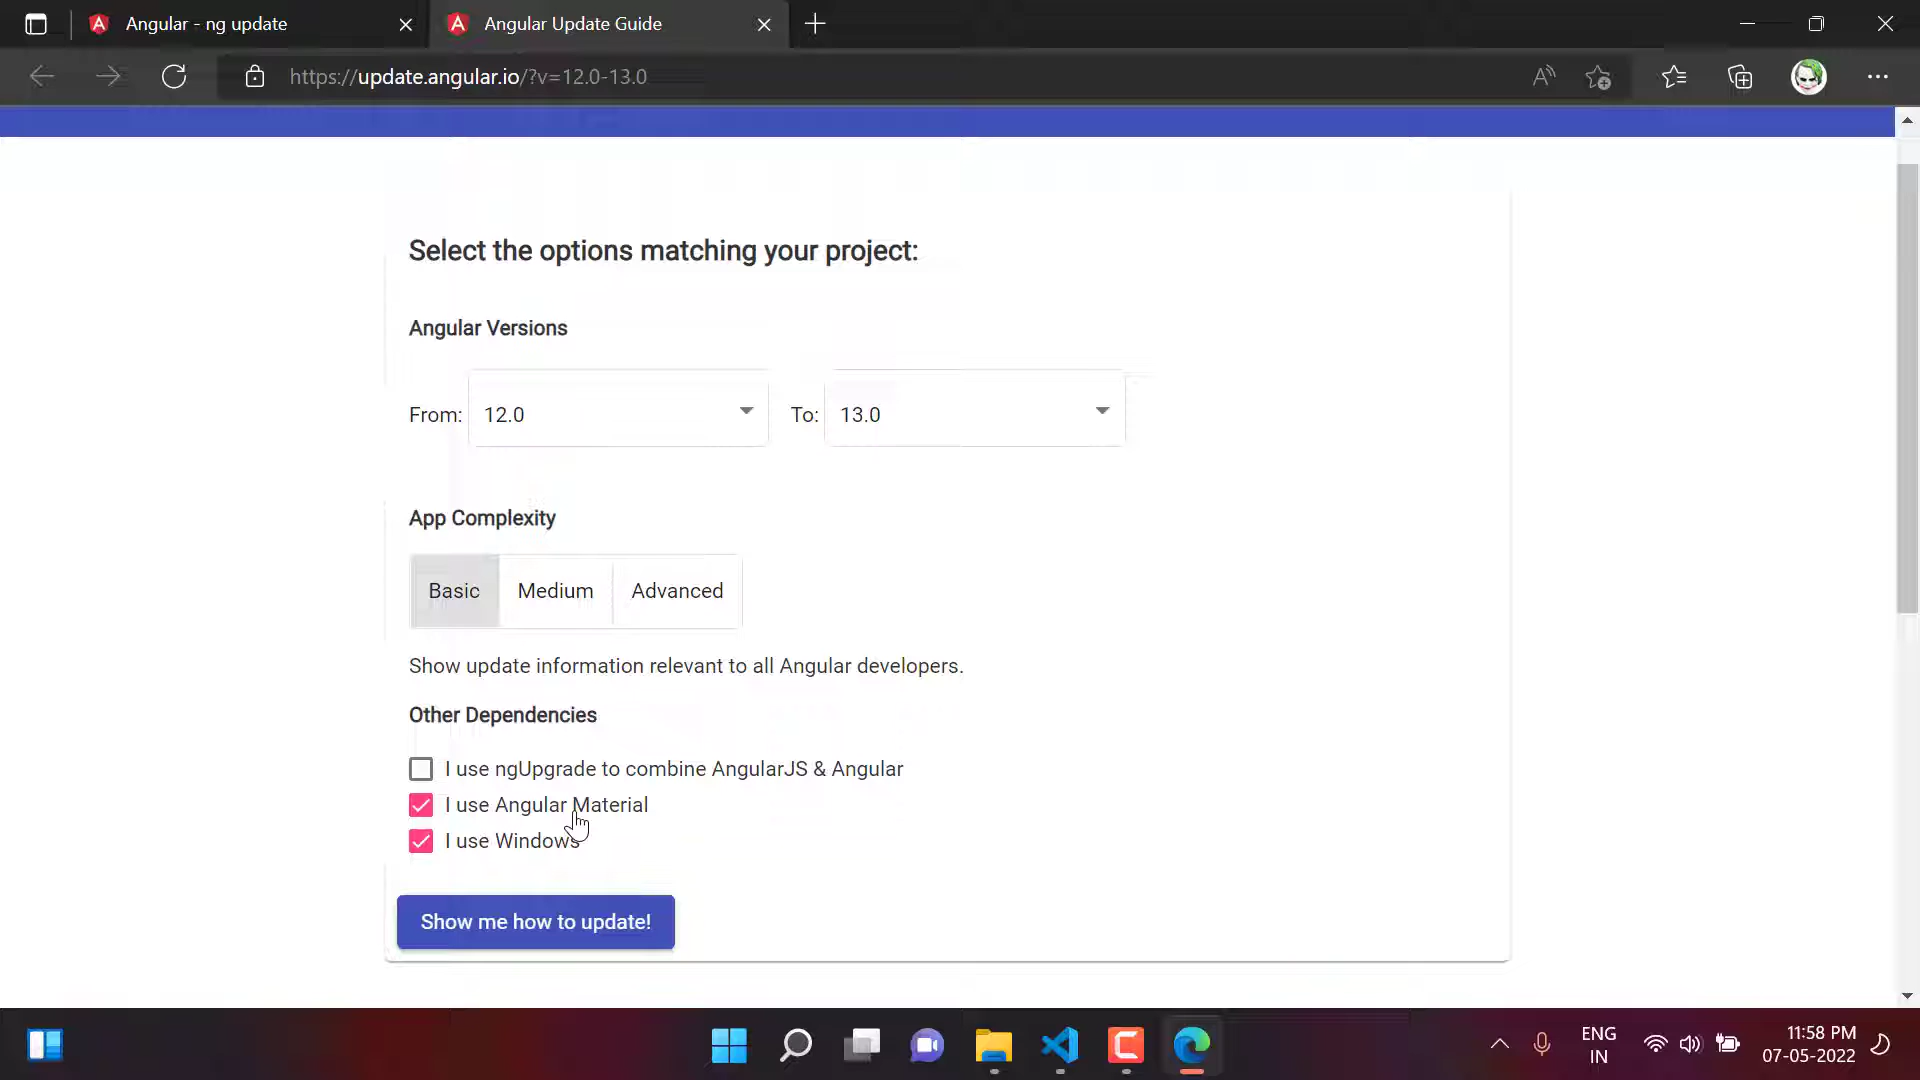 Angular - ng update
Angular Update Guide
https://update.angular.io/?v=12.0-13.0
Select the options matching your project:
Angular Versions
From: 12.0 To: 13.0
App Complexity
Basic Medium Advanced
Show update information relevant to all Angular developers.
Other Dependencies
I use ngUpgrade to combine AngularJS & Angular
I use Angular Material
I use Windows
Show me how to update!
ENG
IN
11:58 PM
07-05-2022